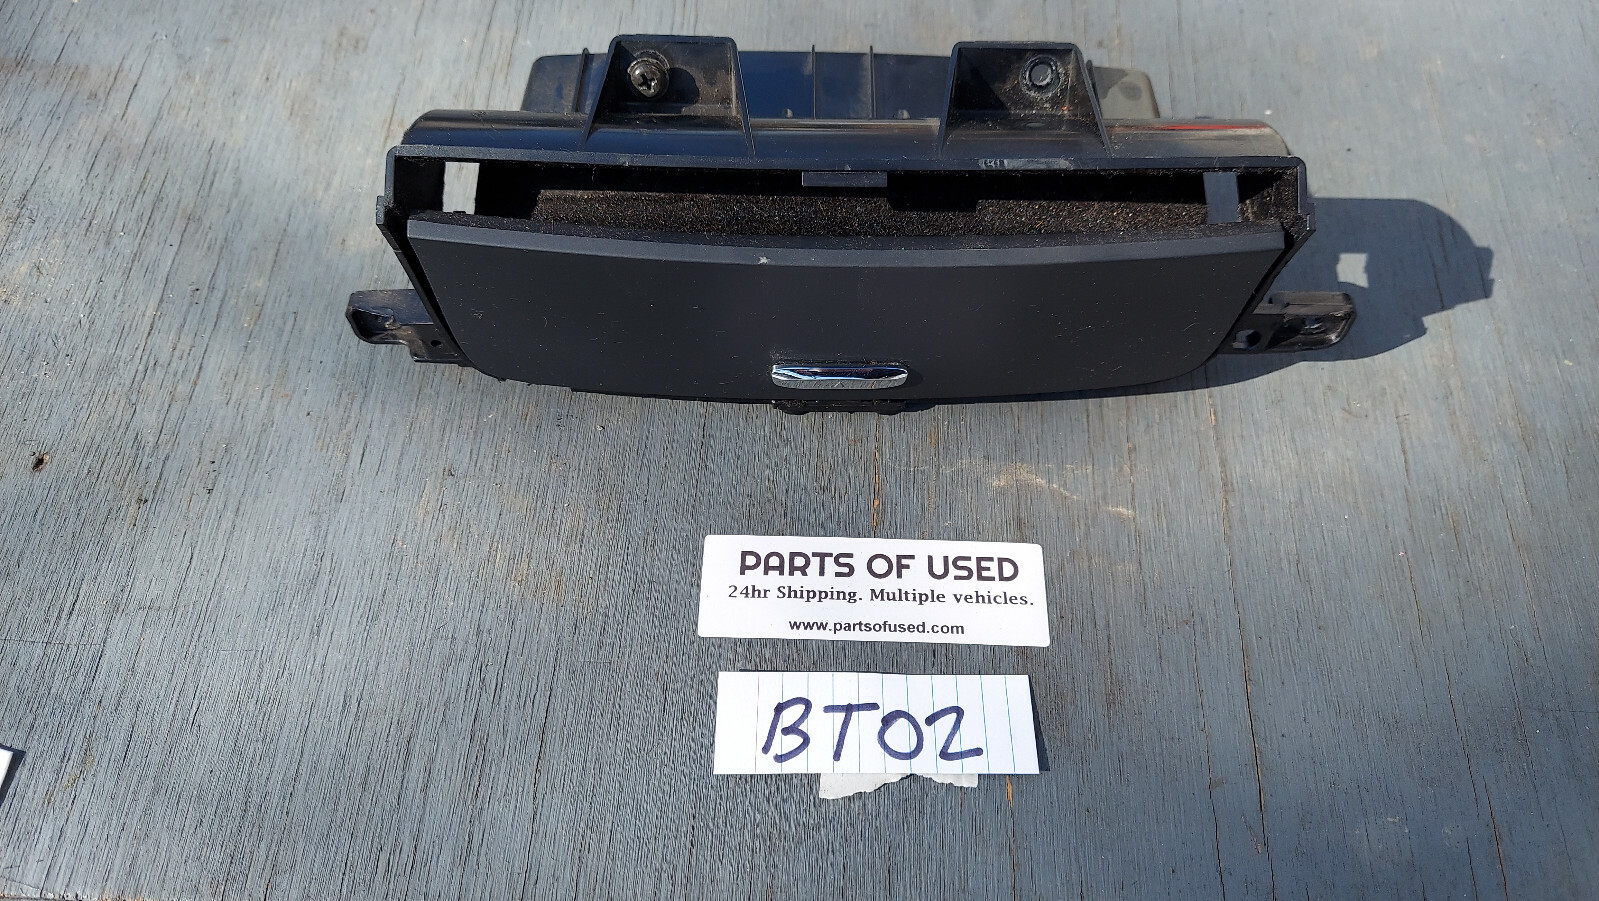 PARTS OF USED
24hr Shipping. Multiple vehicles.
www.partsofused.com
BT02